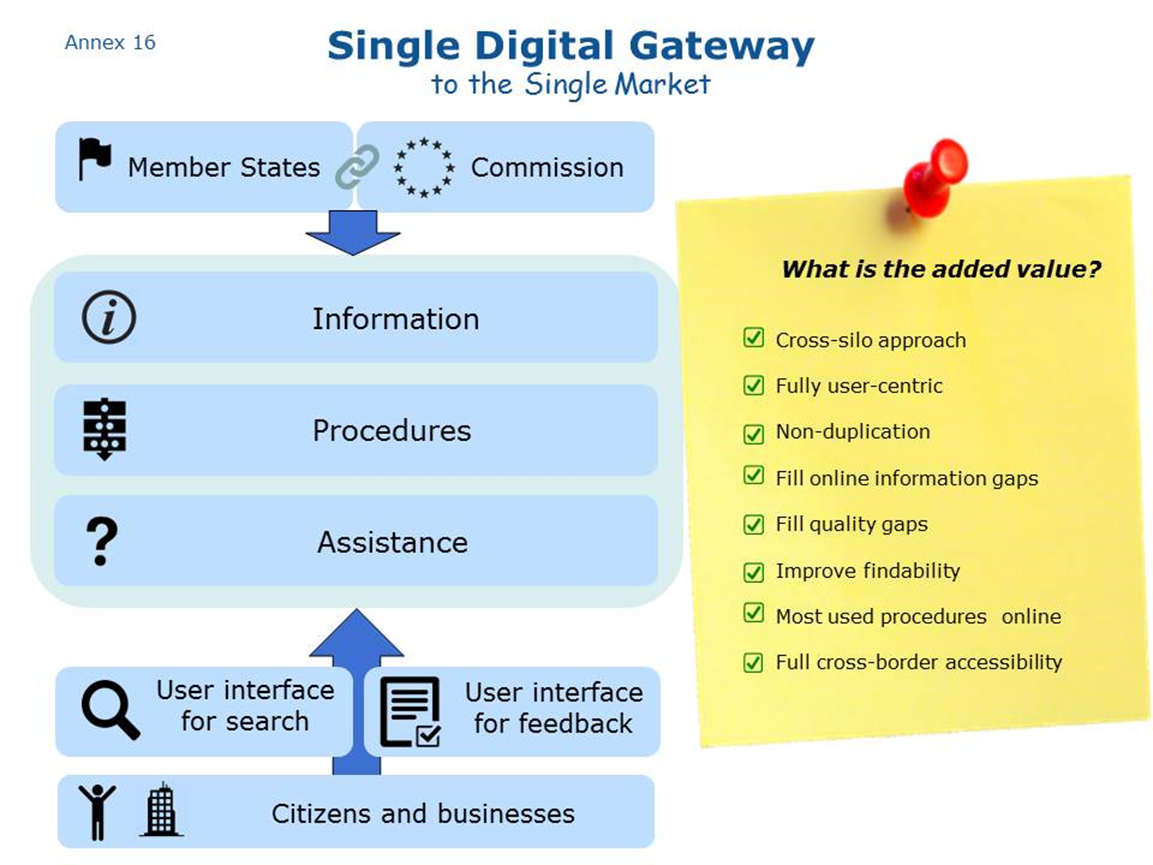 Annex 16
Single Digital Gateway
to the Single Market
Member States
Commission
Information
Procedures
Assistance
User interface
for search
User interface
for feedback
Citizens and businesses
What is the added value?
Cross-silo approach
Fully user-centric
Non-duplication
Fill online information gaps
Fill quality gaps
Improve findability
Most used procedures online
Full cross-border accessibility